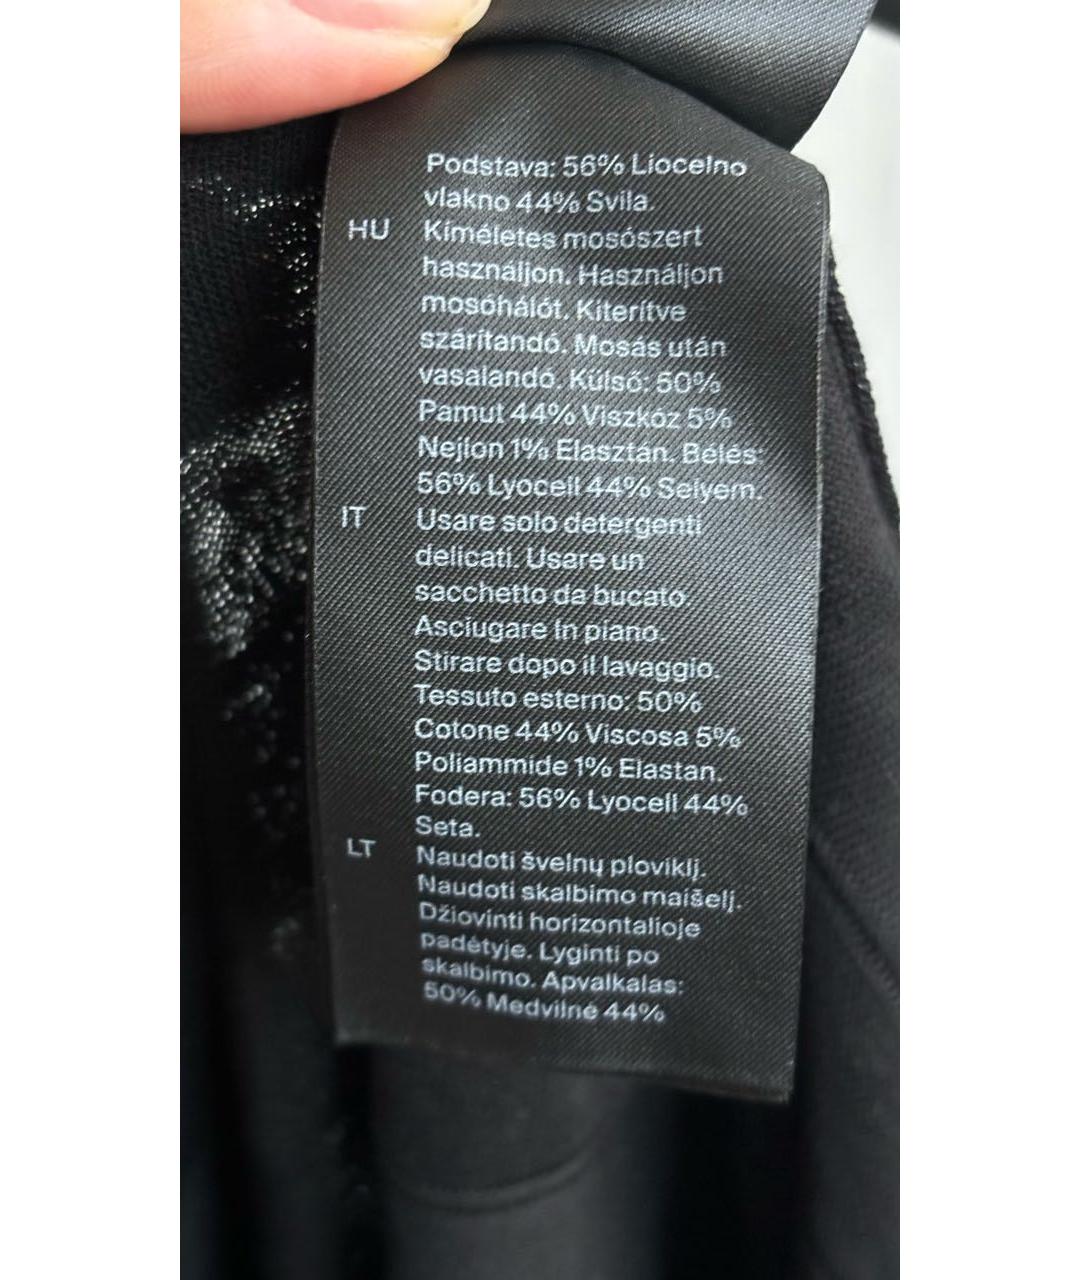 Podstava: 56% Liocelno
vlakno 44% Svila.
HU Kíméletes mosószert
használjon. Használjon
mosóhálót. Kiterítve
szárítandó. Mosás után
vasalandó. Külső: 50%
Pamut 44% Viszkóz 5%
Nejlon 1% Elasztán. Bélés:
56% Lyocell 44% Selyem.
IT Usare solo detergenti
delicati. Usare un
sacchetto da bucato.
Asciugare in piano.
Stirare dopo il lavaggio.
Tessuto esterno: 50%
Cotone 44% Viscosa 5%
Poliammide 1% Elastan.
Fodera: 56% Lyocell 44%
Seta.
LT Naudoti švelnų ploviklį.
Naudoti skalbimo maišelį.
Džiovinti horizontalioje
padėtyje. Lyginti po
skalbimo. Apvalkalas:
50% Medvilnė 44%